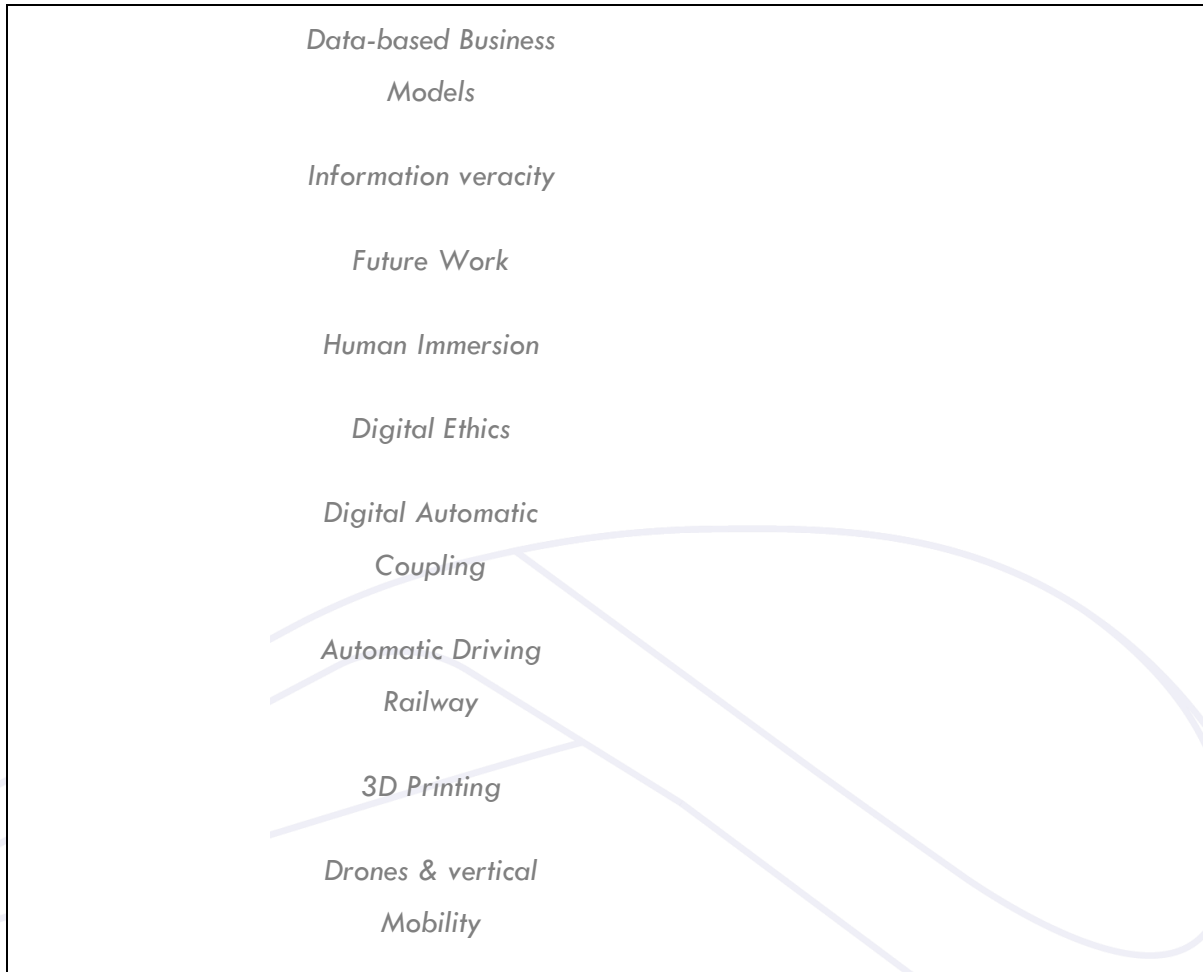 Data-based Business
Models
Information veracity
Future Work
Human Immersion
Digital Ethics
Digital Automatic
Coupling
Automatic Driving
Railway
3D Printing
Drones & vertical
Mobility